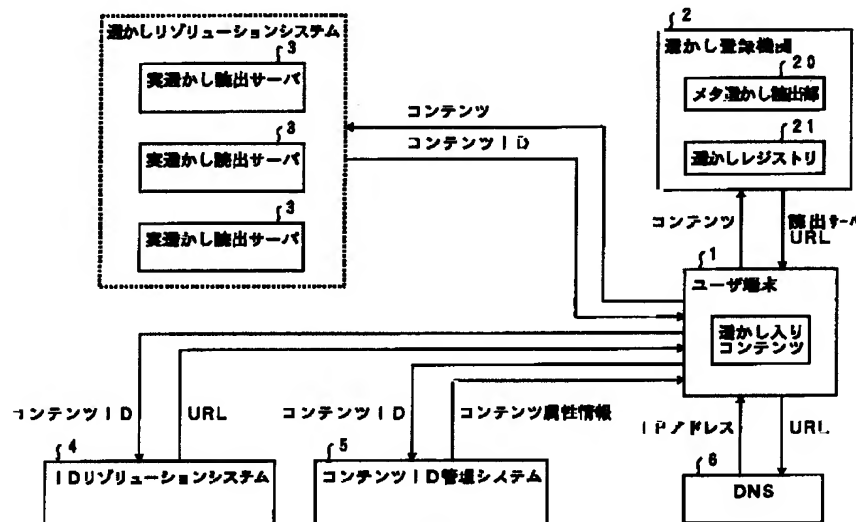 透かしリゾリューションシステム
3
実透かし読出サーバ
3
実透かし読出サーバ
3
実透かし読出サーバ
コンテンツ
コンテンツID
2
透かし登録機関
20
メタ透かし読出部
21
透かしレジストリ
コンテンツ
読出サーバ
URL
1
ユーザ端末
透かし入り
コンテンツ
コンテンツID
URL
コンテンツID
コンテンツ属性情報
IPアドレス
URL
4
IDリゾリューションシステム
5
コンテンツID管理システム
6
DNS